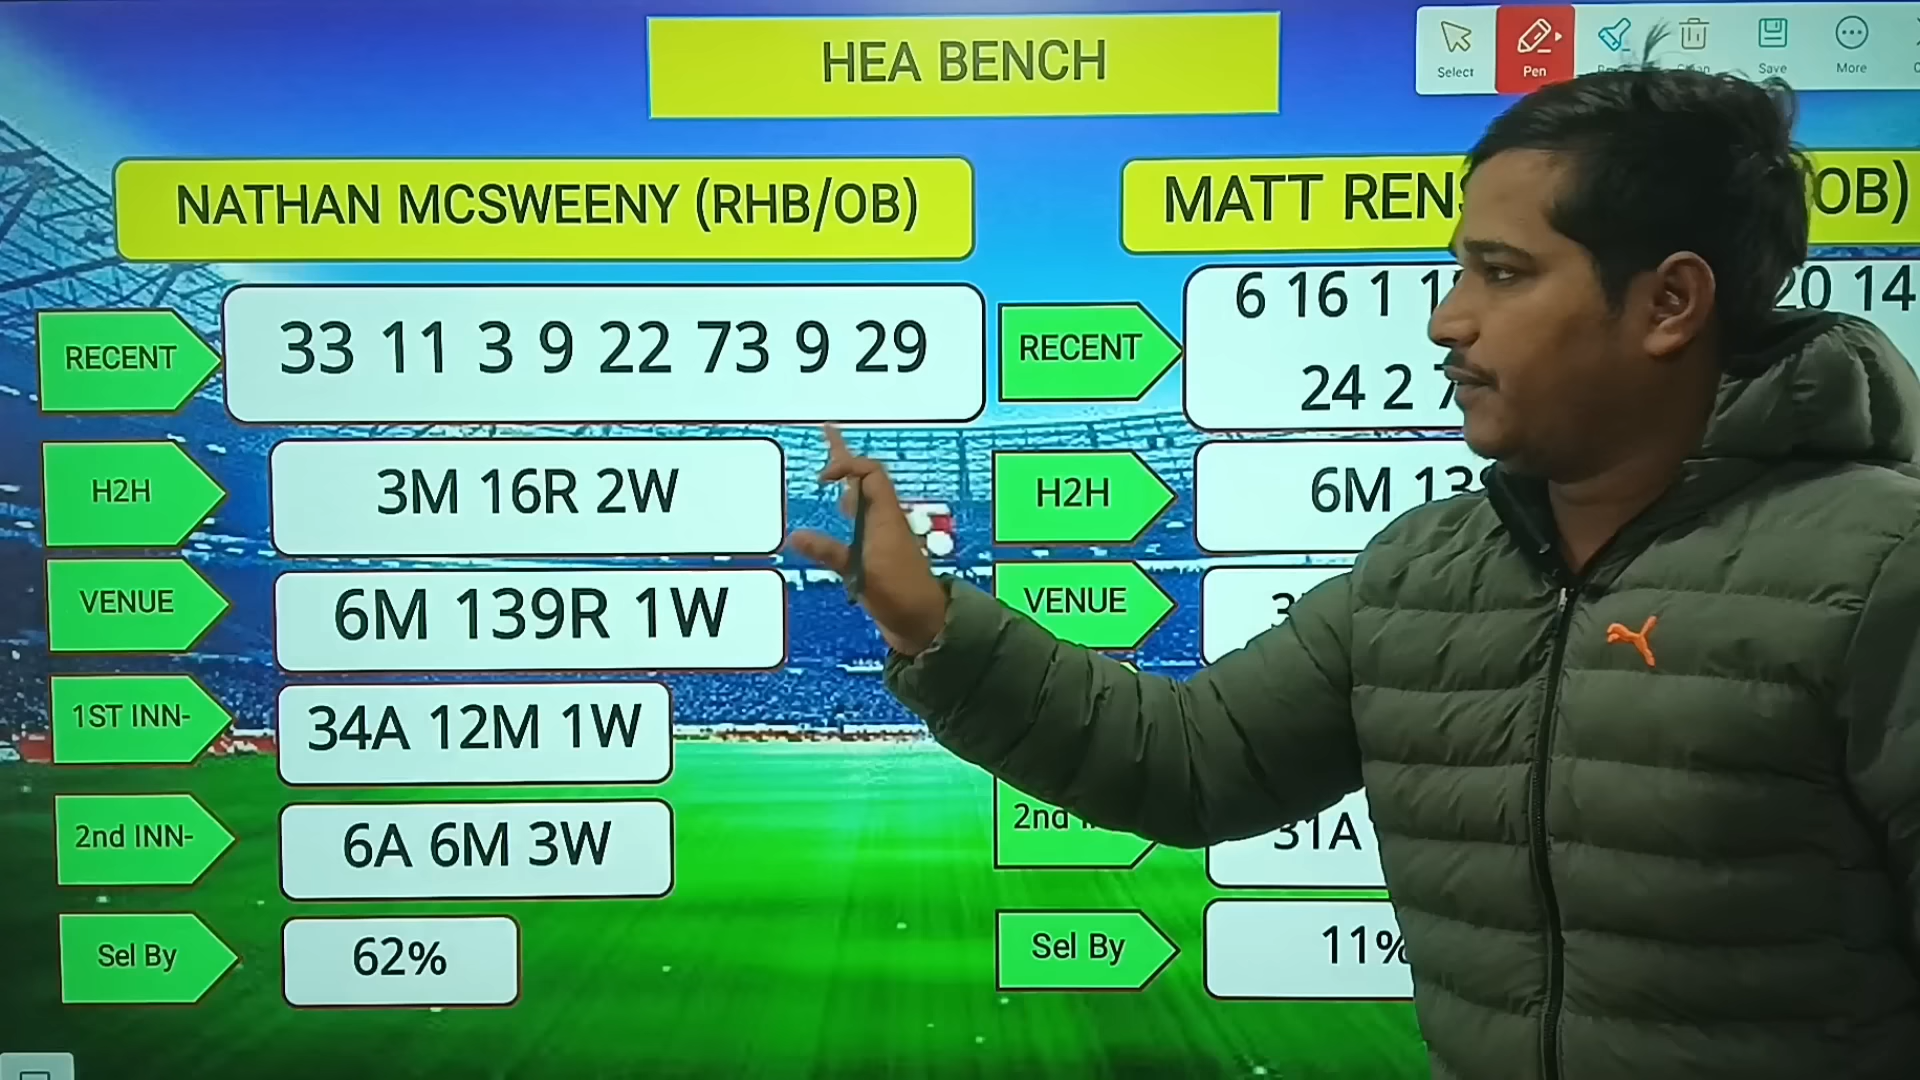 HEA BENCH
Select Pen Save More
NATHAN MCSWEENY (RHB/OB)
RECENT 33 11 3 9 22 73 9 29
H2H 3M 16R 2W
VENUE 6M 139R 1W
1ST INN- 34A 12M 1W
2nd INN- 6A 6M 3W
Sel By 62%
MATT OB)
RECENT 6 16 1 20 14
24 2
H2H 6M
VENUE
2nd 31A
Sel By 11%